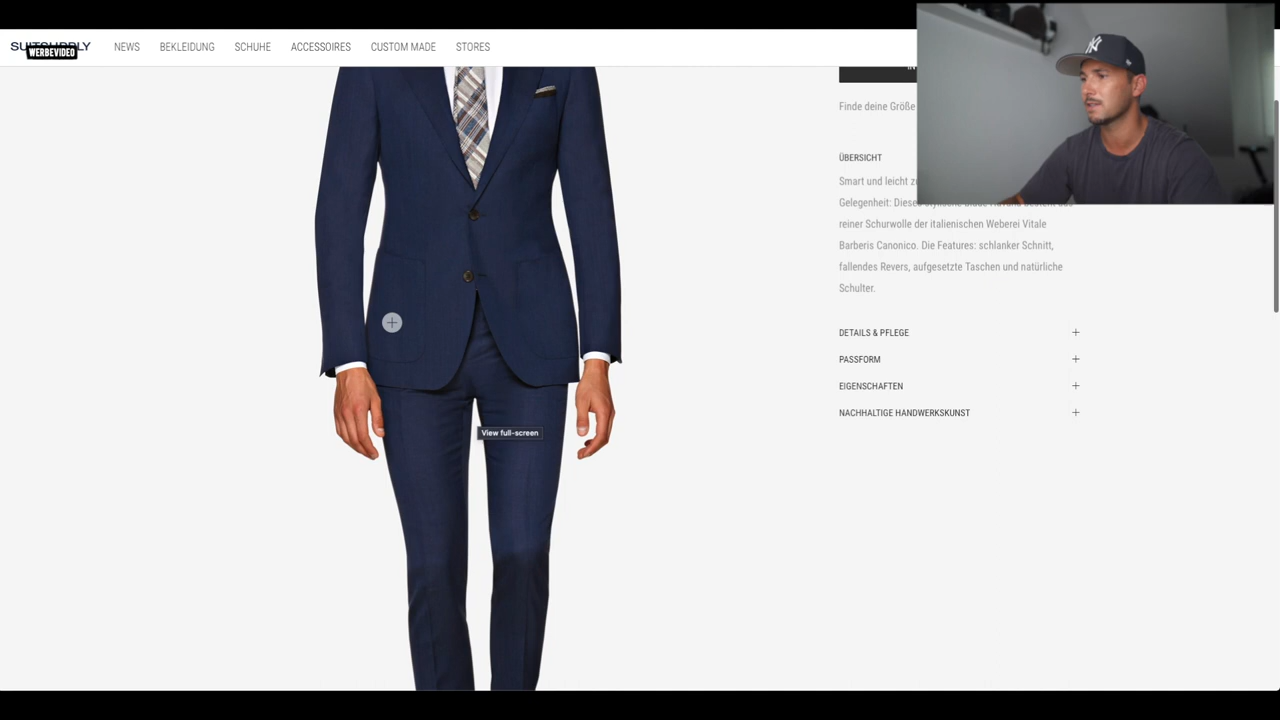 SUITSUPPLY
WERBEVIDEO
NEWS
BEKLEIDUNG
SCHUHE
ACCESSOIRES
CUSTOM MADE
STORES
Finde deine Größe
ÜBERSICHT
Smart und leicht
Gelegenheit:
reiner Schurwolle der italienischen Weberei Vitale
Barberis Canonico. Die Features: schlanker Schnitt,
fallendes Revers, aufgesetzte Taschen und natürliche
Schulter.
DETAILS & PFLEGE
PASSFORM
EIGENSCHAFTEN
NACHHALTIGE HANDWERKSKUNST
View full-screen